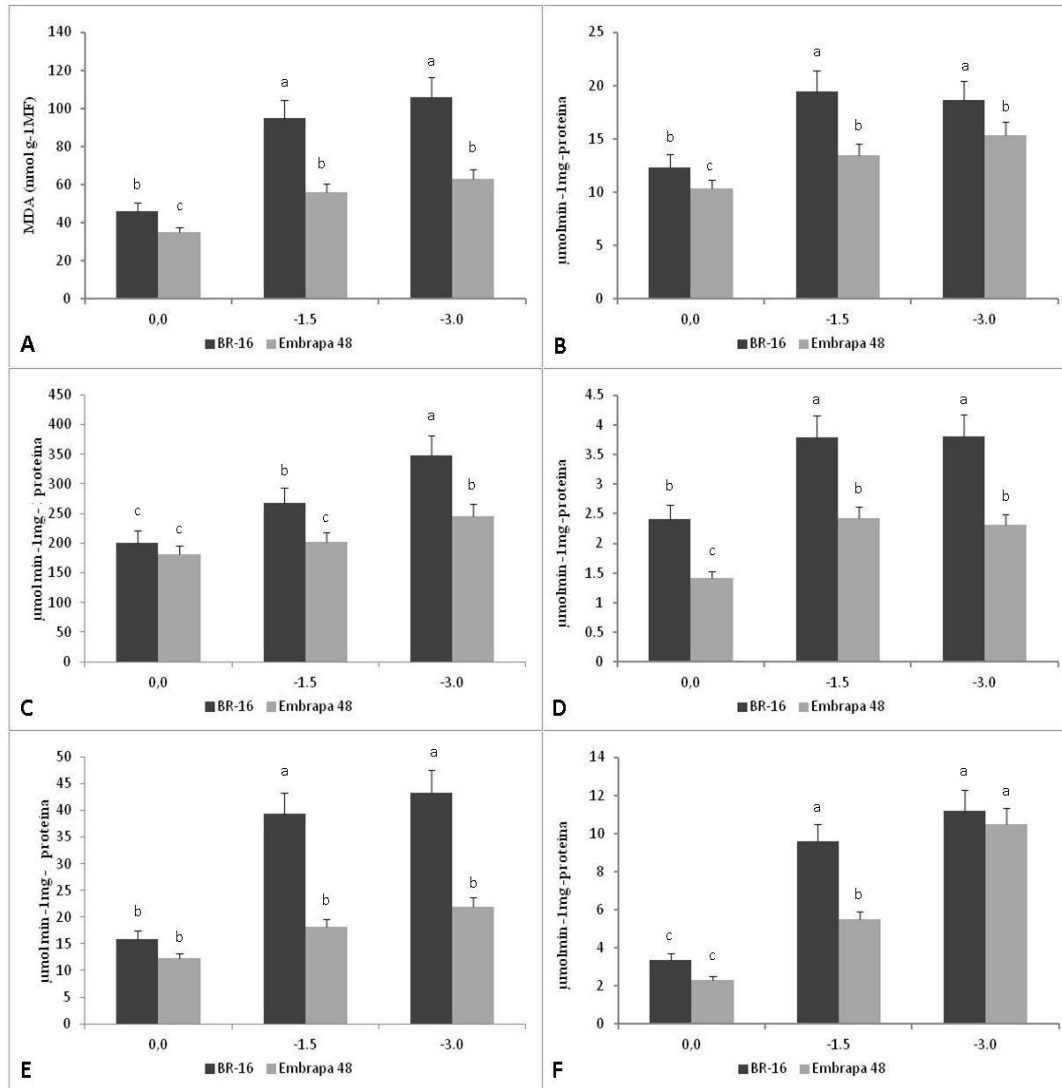 MDA (nmol g-1MF)
140
120
100
80
60
40
20
0
b
c
a
b
a
b
0,0
-1.5
-3.0
A
BR-16
Embrapa 48
µmolmin-1mg-proteina
25
20
15
10
5
0
b
c
a
b
a
b
0,0
-1.5
-3.0
B
BR-16
Embrapa 48
µmolmin-1mg- proteina
450
400
350
300
250
200
150
100
50
0
c
c
b
c
a
b
0,0
-1.5
-3.0
C
BR-16
Embrapa 48
µmolmin-1mg-proteina
4.5
4
3.5
3
2.5
2
1.5
1
0.5
0
b
c
a
b
a
b
0,0
-1.5
-3.0
D
BR-16
Embrapa 48
µmolmin-1mg- proteina
50
45
40
35
30
25
20
15
10
5
0
b
b
a
b
a
b
0,0
-1.5
-3.0
E
BR-16
Embrapa 48
µmolmin-1mg-proteina
14
12
10
8
6
4
2
0
c
c
a
b
a
a
0,0
-1.5
-3.0
F
BR-16
Embrapa 48